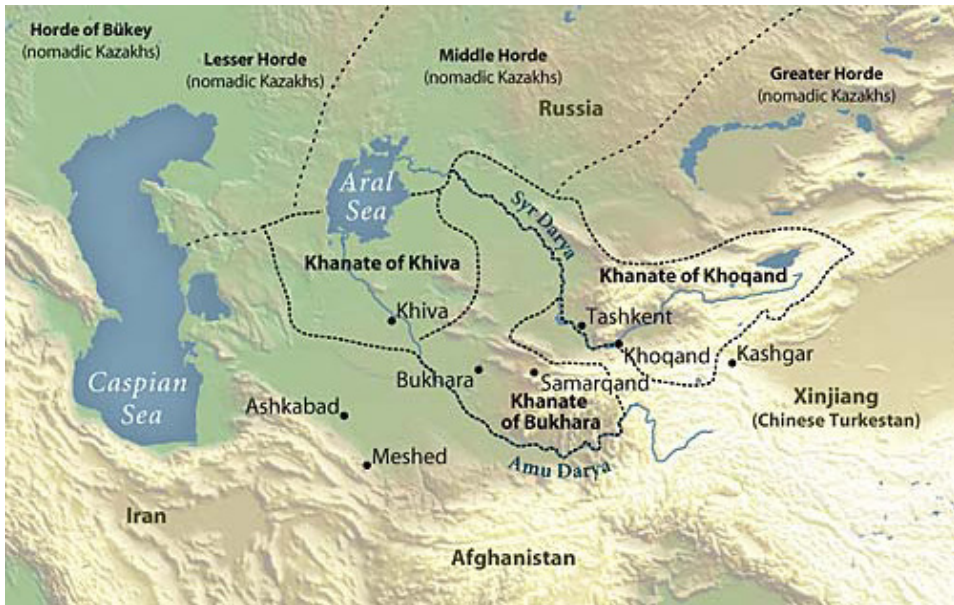 Horde of Bükey
(nomadic Kazakhs)
Lesser Horde
(nomadic Kazakhs)
Middle Horde
(nomadic Kazakhs)
Greater Horde
(nomadic Kazakhs)
Russia
Aral
Sea
Syr Darya
Khanate of Khiva
Khanate of Khoqand
Khiva
Tashkent
Khoqand
Kashgar
Bukhara
Samarqand
Caspian
Sea
Ashkabad
Khanate
of Bukhara
Xinjiang
(Chinese Turkestan)
Meshed
Amu Darya
Iran
Afghanistan